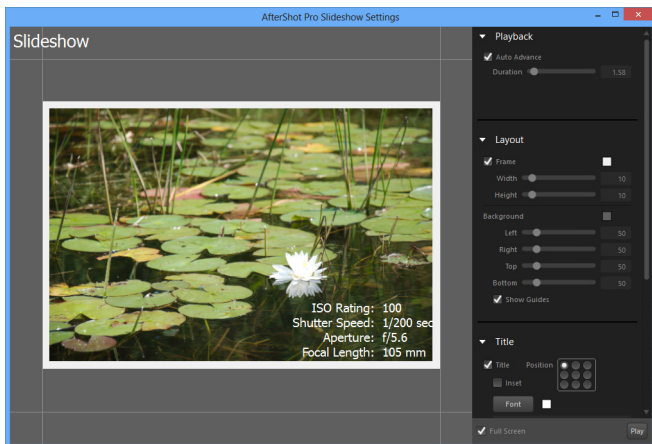 AfterShot Pro Slideshow Settings
Slideshow
ISO Rating: 100
Shutter Speed: 1/200 sec
Aperture: f/5.6
Focal Length: 105 mm
Playback
Auto Advance
Duration 1.58
Layout
Frame
Width 10
Height 10
Background
Left 50
Right 50
Top 50
Bottom 50
Show Guides
Title
Title Position
Inset
Font
Full Screen Play